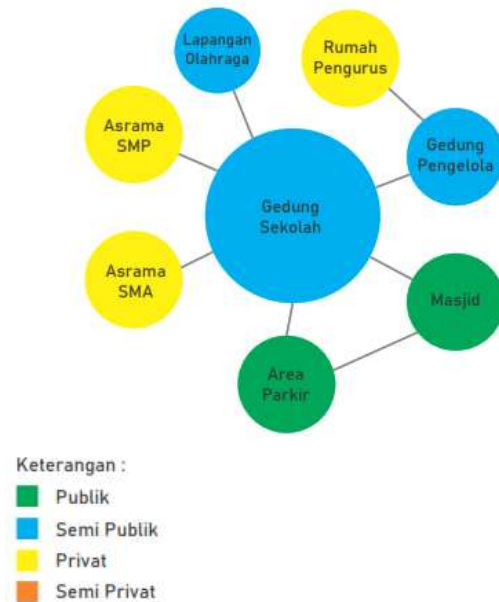 Lapangan
Olahraga
Rumah
Pengurus
Asrama
SMP
Gedung
Pengelola
Gedung
Sekolah
Asrama
SMA
Masjid
Area
Parkir
Keterangan :
Publik
Semi Publik
Privat
Semi Privat